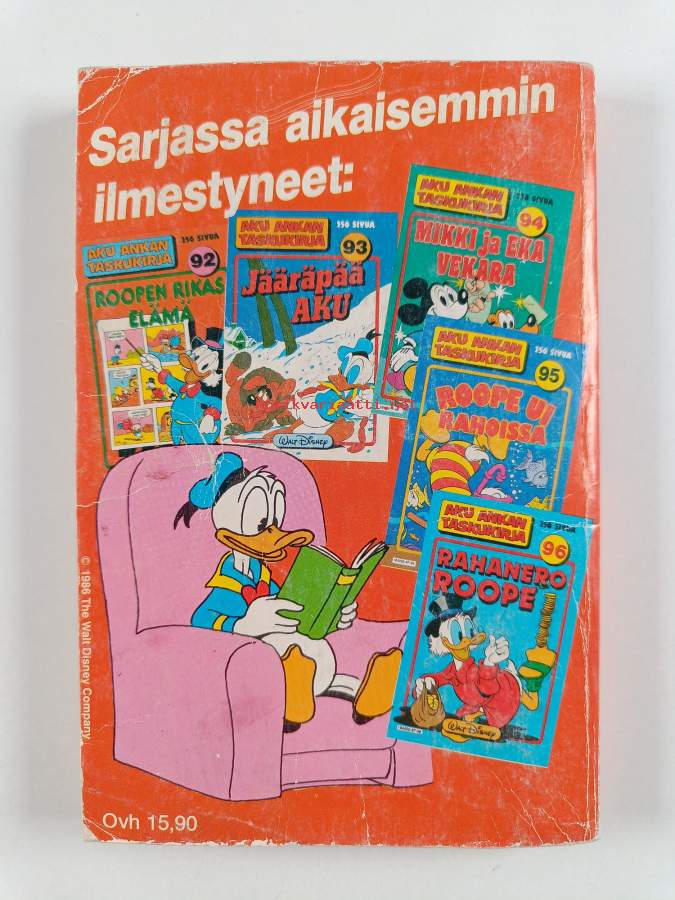 Sarjassa aikaisemmin
ilmestyneet:
AKU ANKAN
TASKUKIRJA
256 SIVUA
92
ROOPEN RIKAS
ELÄMÄ
AKU ANKAN
TASKUKIRJA
256 SIVUA
93
Jääräpää
AKU
WALT DISNEY
AKU ANKAN
TASKUKIRJA
256 SIVUA
94
MIKKI ja EKA
VEKARA
AKU ANKAN
TASKUKIRJA
256 SIVUA
95
ROOPE UI
RAHOISSA
AKU ANKAN
TASKUKIRJA
256 SIVUA
96
RAHANERO
ROOPE
WALT DISNEY
© 1986 The Walt Disney Company
Ovh 15,90